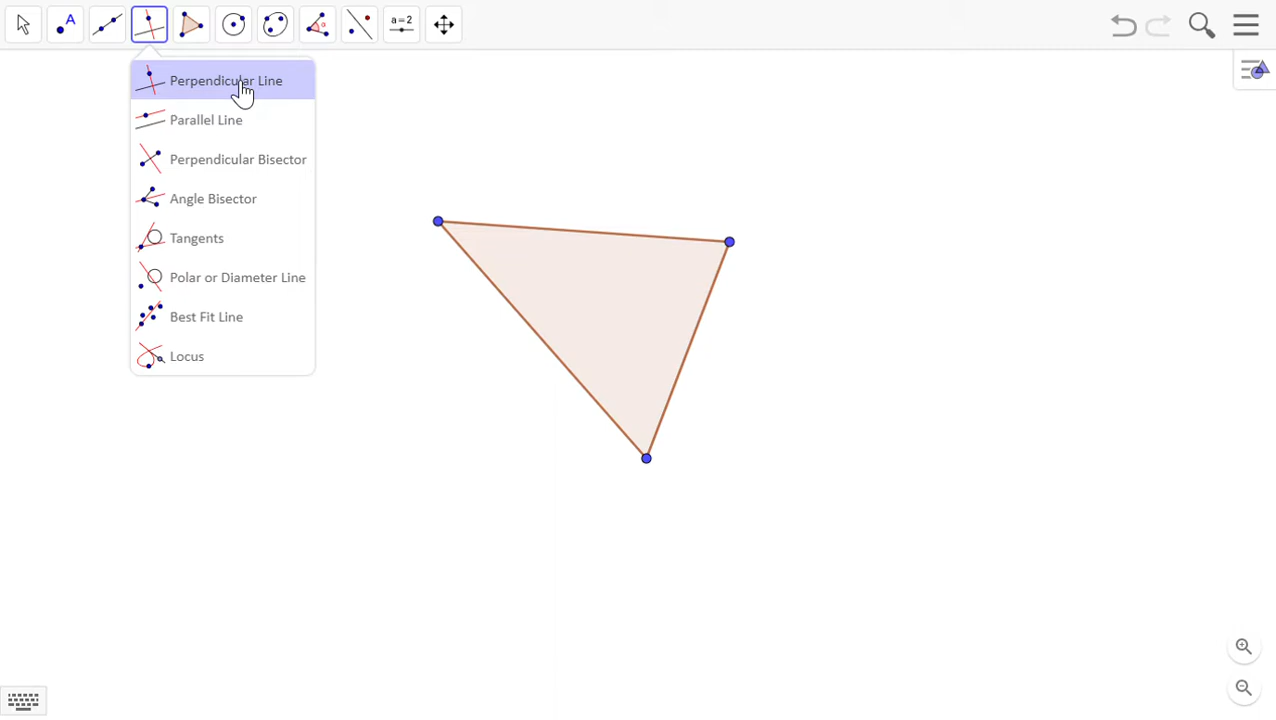 A
a=2
Perpendicular Line
Parallel Line
Perpendicular Bisector
Angle Bisector
Tangents
Polar or Diameter Line
Best Fit Line
Locus